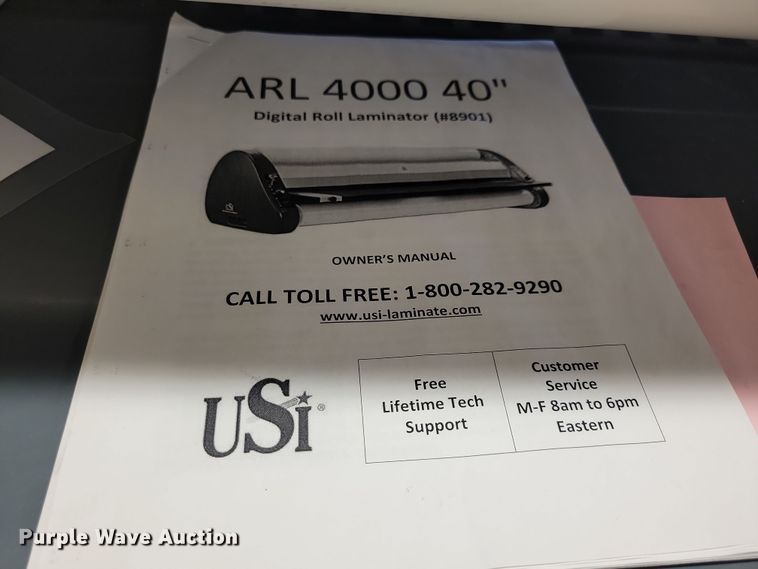 ARL 4000 40"
Digital Roll Laminator (#8901)
OWNER'S MANUAL
CALL TOLL FREE: 1-800-282-9290
www.usi-laminate.com
USi®
Free
Lifetime Tech
Support
Customer
Service
M-F 8am to 6pm
Eastern
Purple Wave Auction